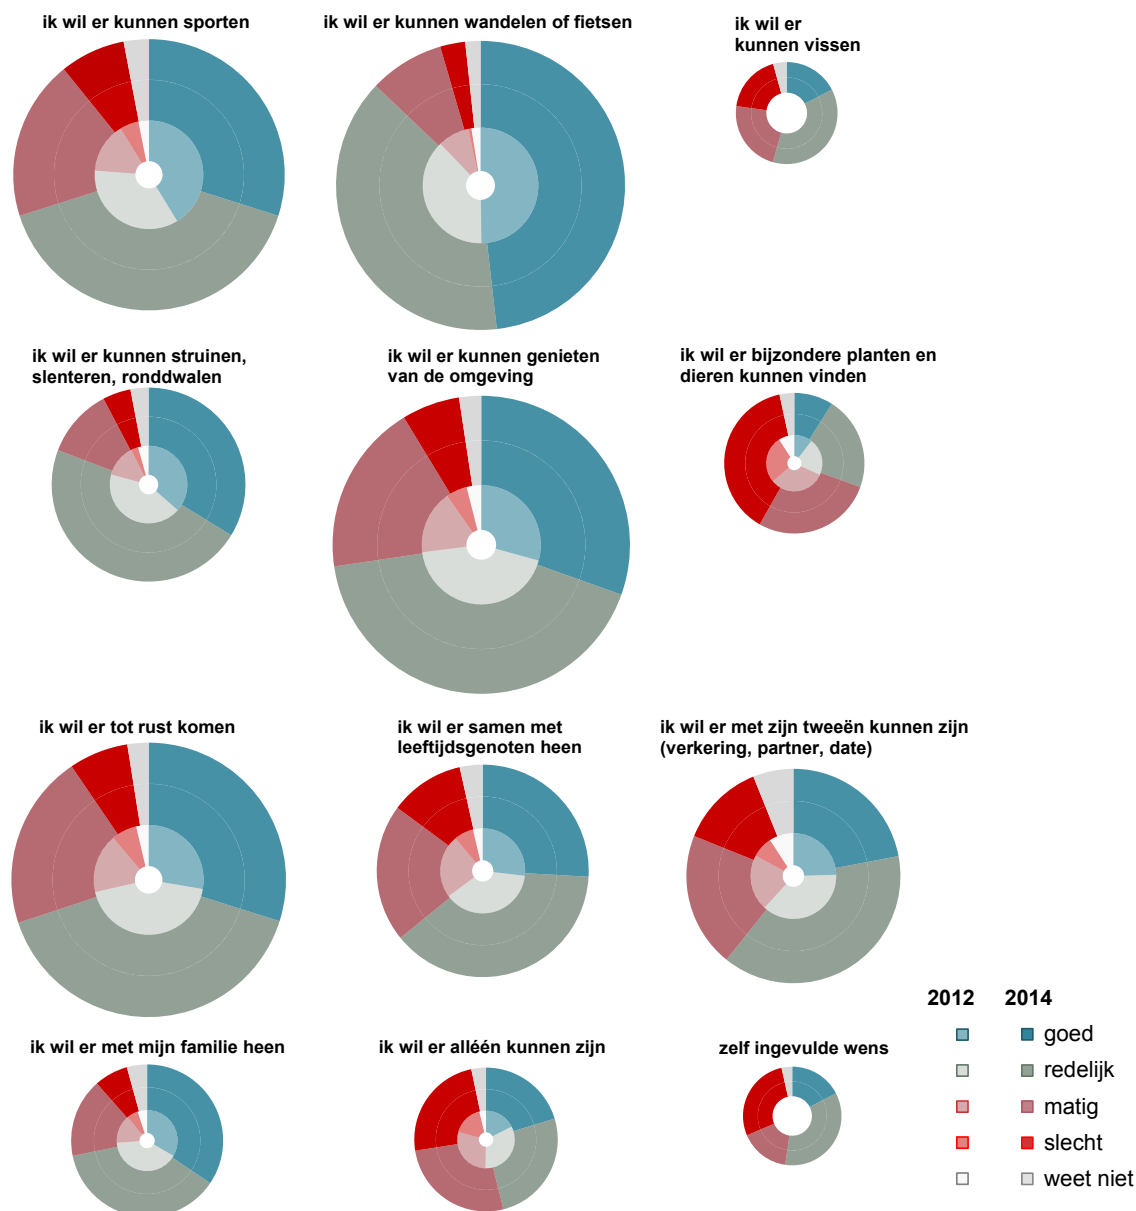 ik wil er kunnen sporten
ik wil er kunnen wandelen of fietsen
ik wil er
kunnen vissen
ik wil er kunnen struinen,
slenteren, ronddwalen
ik wil er kunnen genieten
van de omgeving
ik wil er bijzondere planten en
dieren kunnen vinden
ik wil er tot rust komen
ik wil er samen met
leeftijdsgenoten heen
ik wil er met zijn tweeën kunnen zijn
(verkering, partner, date)
ik wil er met mijn familie heen
ik wil er alléén kunnen zijn
zelf ingevulde wens
2012 2014
goed
redelijk
matig
slecht
weet niet